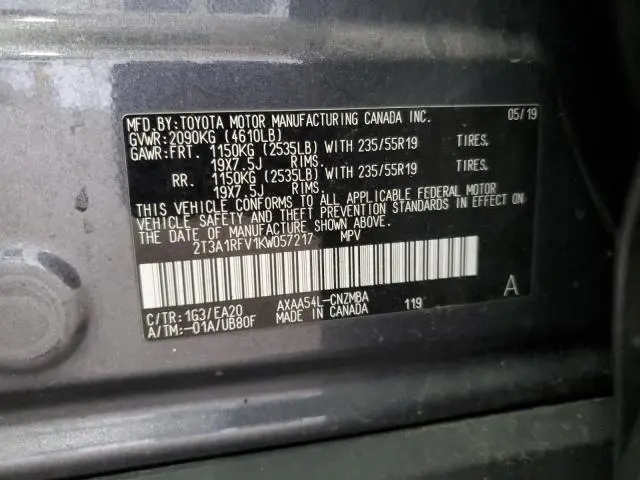 MFD.BY:TOYOTA MOTOR MANUFACTURING CANADA INC. 05/19
GVWR:2090KG (4610LB)
GAWR:FRT. 1150KG (2535LB) WITH 235/55R19 TIRES,
19X7.5J RIMS
RR. 1150KG (2535LB) WITH 235/55R19 TIRES,
19X7.5J RIMS
THIS VEHICLE CONFORMS TO ALL APPLICABLE FEDERAL MOTOR
VEHICLE SAFETY AND THEFT PREVENTION STANDARDS IN EFFECT ON
THE DATE OF MANUFACTURE SHOWN ABOVE.
2T3A1RFV1KW057217 MPV
C/TR:1G3/EA20 AXAA54L-CNZMBA 119 A
A/TM:-01A/UB80F MADE IN CANADA